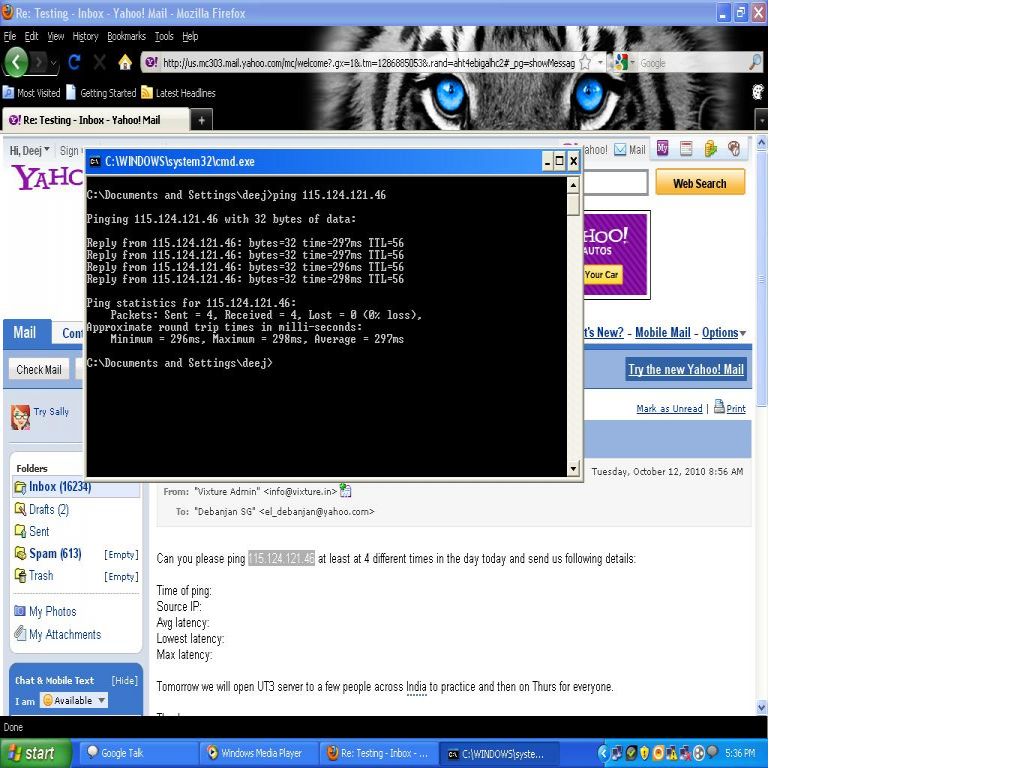 Re: Testing - Inbox - Yahoo! Mail - Mozilla Firefox
File Edit View History Bookmarks Tools Help
http://us.mc303.mail.yahoo.com/mc/welcome?.gx=1&.tm=1286885053&.rand=aht4ebigalhc2#_pg=showMessag
Google
Most Visited Getting Started Latest Headlines
Re: Testing - Inbox - Yahoo! Mail
Hi, Deej Sign
Mail
YAHO
Web Search
C:\WINDOWS\system32\cmd.exe
C:\Documents and Settings\deej>ping 115.124.121.46
Pinging 115.124.121.46 with 32 bytes of data:
Reply from 115.124.121.46: bytes=32 time=297ms TTL=56
Reply from 115.124.121.46: bytes=32 time=297ms TTL=56
Reply from 115.124.121.46: bytes=32 time=296ms TTL=56
Reply from 115.124.121.46: bytes=32 time=298ms TTL=56
Ping statistics for 115.124.121.46:
Packets: Sent = 4, Received = 4, Lost = 0 (0% loss),
Approximate round trip times in milli-seconds:
Minimum = 296ms, Maximum = 298ms, Average = 297ms
C:\Documents and Settings\deej>
HOO!
AUTOS
Your Car
Mail Cont
t's New? - Mobile Mail - Options
Check Mail
Try the new Yahoo! Mail
Try Sally
Mark as Unread | Print
Folders
Inbox (16234)
Drafts (2)
Sent
Spam (613) [Empty]
Trash [Empty]
My Photos
My Attachments
Chat & Mobile Text [Hide]
I am Available
Tuesday, October 12, 2010 8:56 AM
From: "Vixture Admin" <info@vixture.in>
To: "Debanjan SG" <el_debanjan@yahoo.com>
Can you please ping 115.124.121.46 at least at 4 different times in the day today and send us following details:
Time of ping:
Source IP:
Avg latency:
Lowest latency:
Max latency:
Tomorrow we will open UT3 server to a few people across India to practice and then on Thurs for everyone.
Done
start Google Talk Windows Media Player Re: Testing - Inbox - ... C:\WINDOWS\syste... 5:36 PM